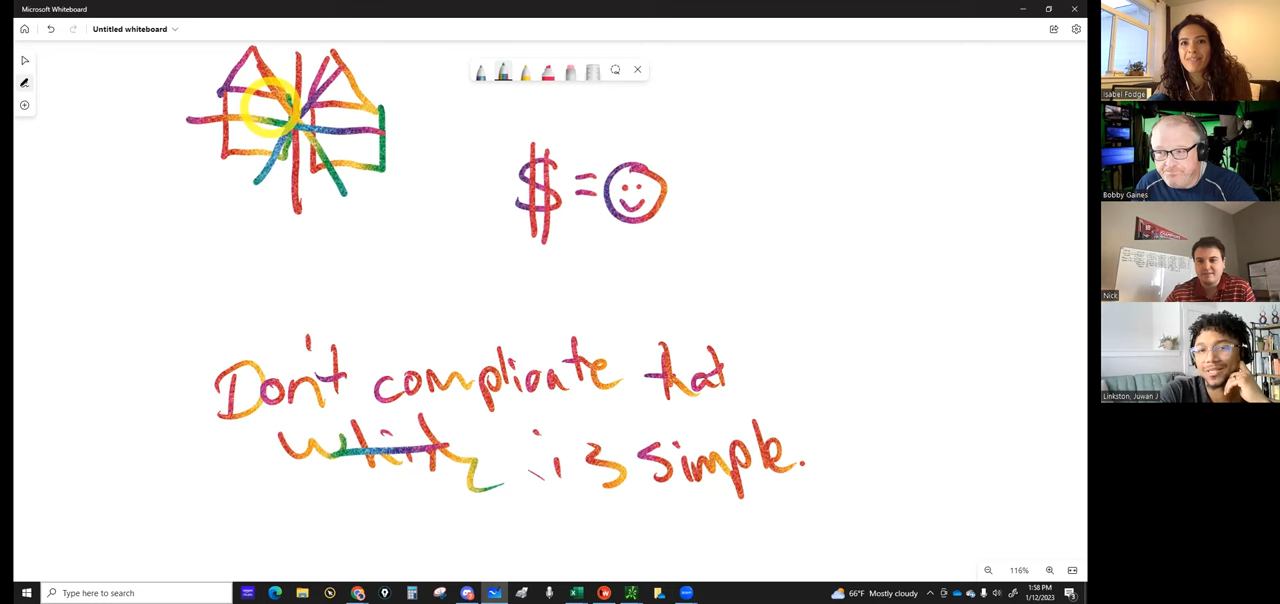 Microsoft Whiteboard
Untitled whiteboard
$ =
Don't complicate that
is simple.
116%
Type here to search
66°F Mostly cloudy
1:58 PM
1/12/2023
3
Isabel Fodge
Bobby Gaines
Nick
Linkston, Juwan J